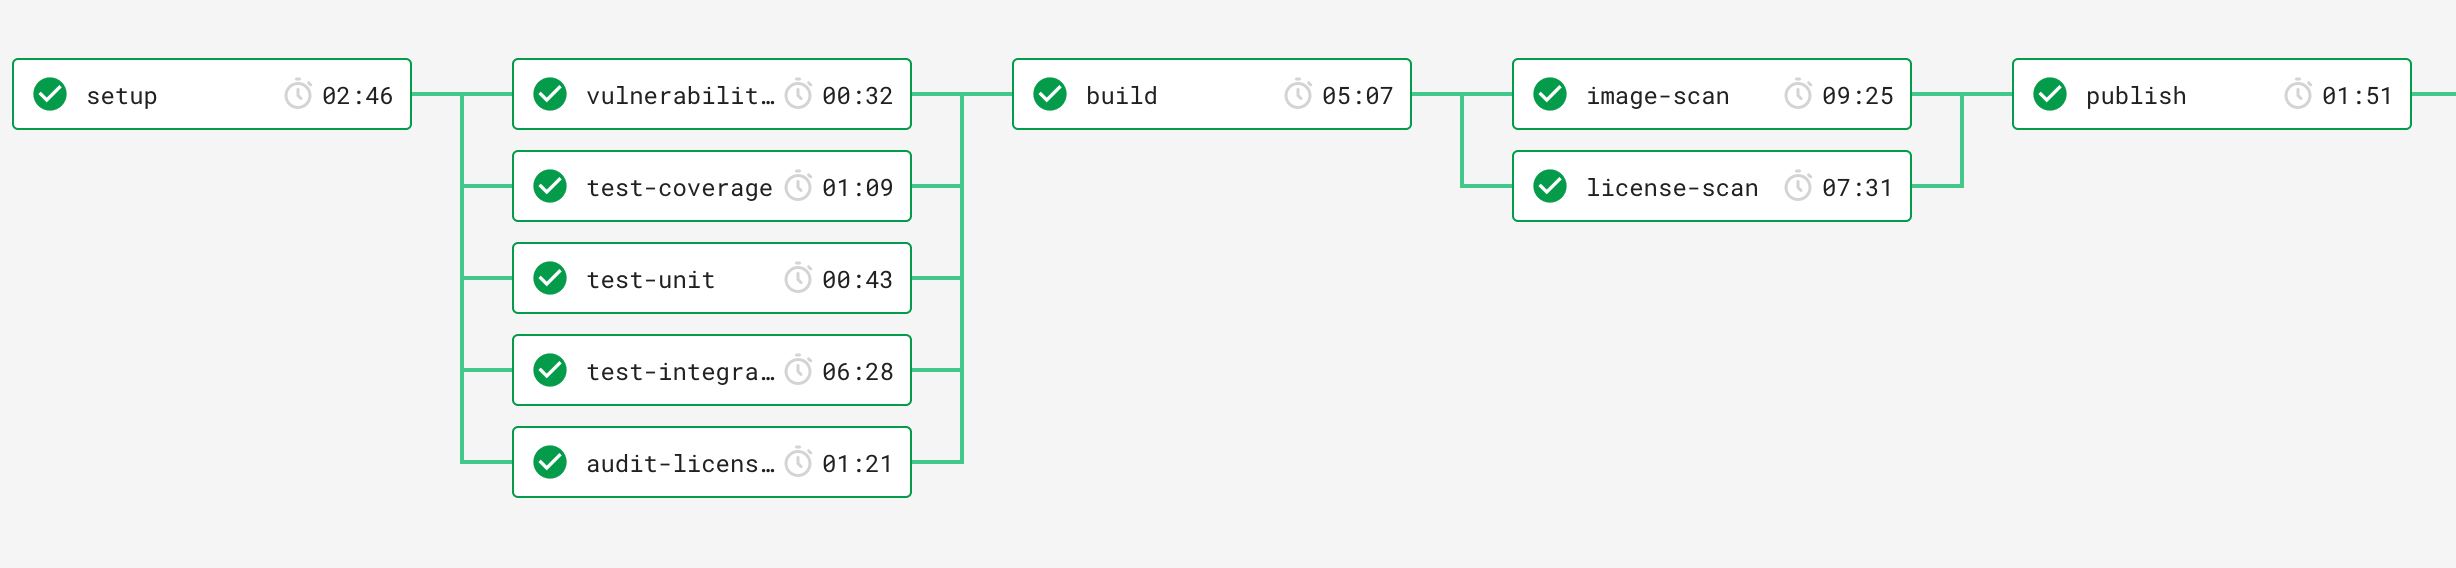 setup 02:46
vulnerabilit… 00:32
test-coverage 01:09
test-unit 00:43
test-integra… 06:28
audit-licens… 01:21
build 05:07
image-scan 09:25
license-scan 07:31
publish 01:51